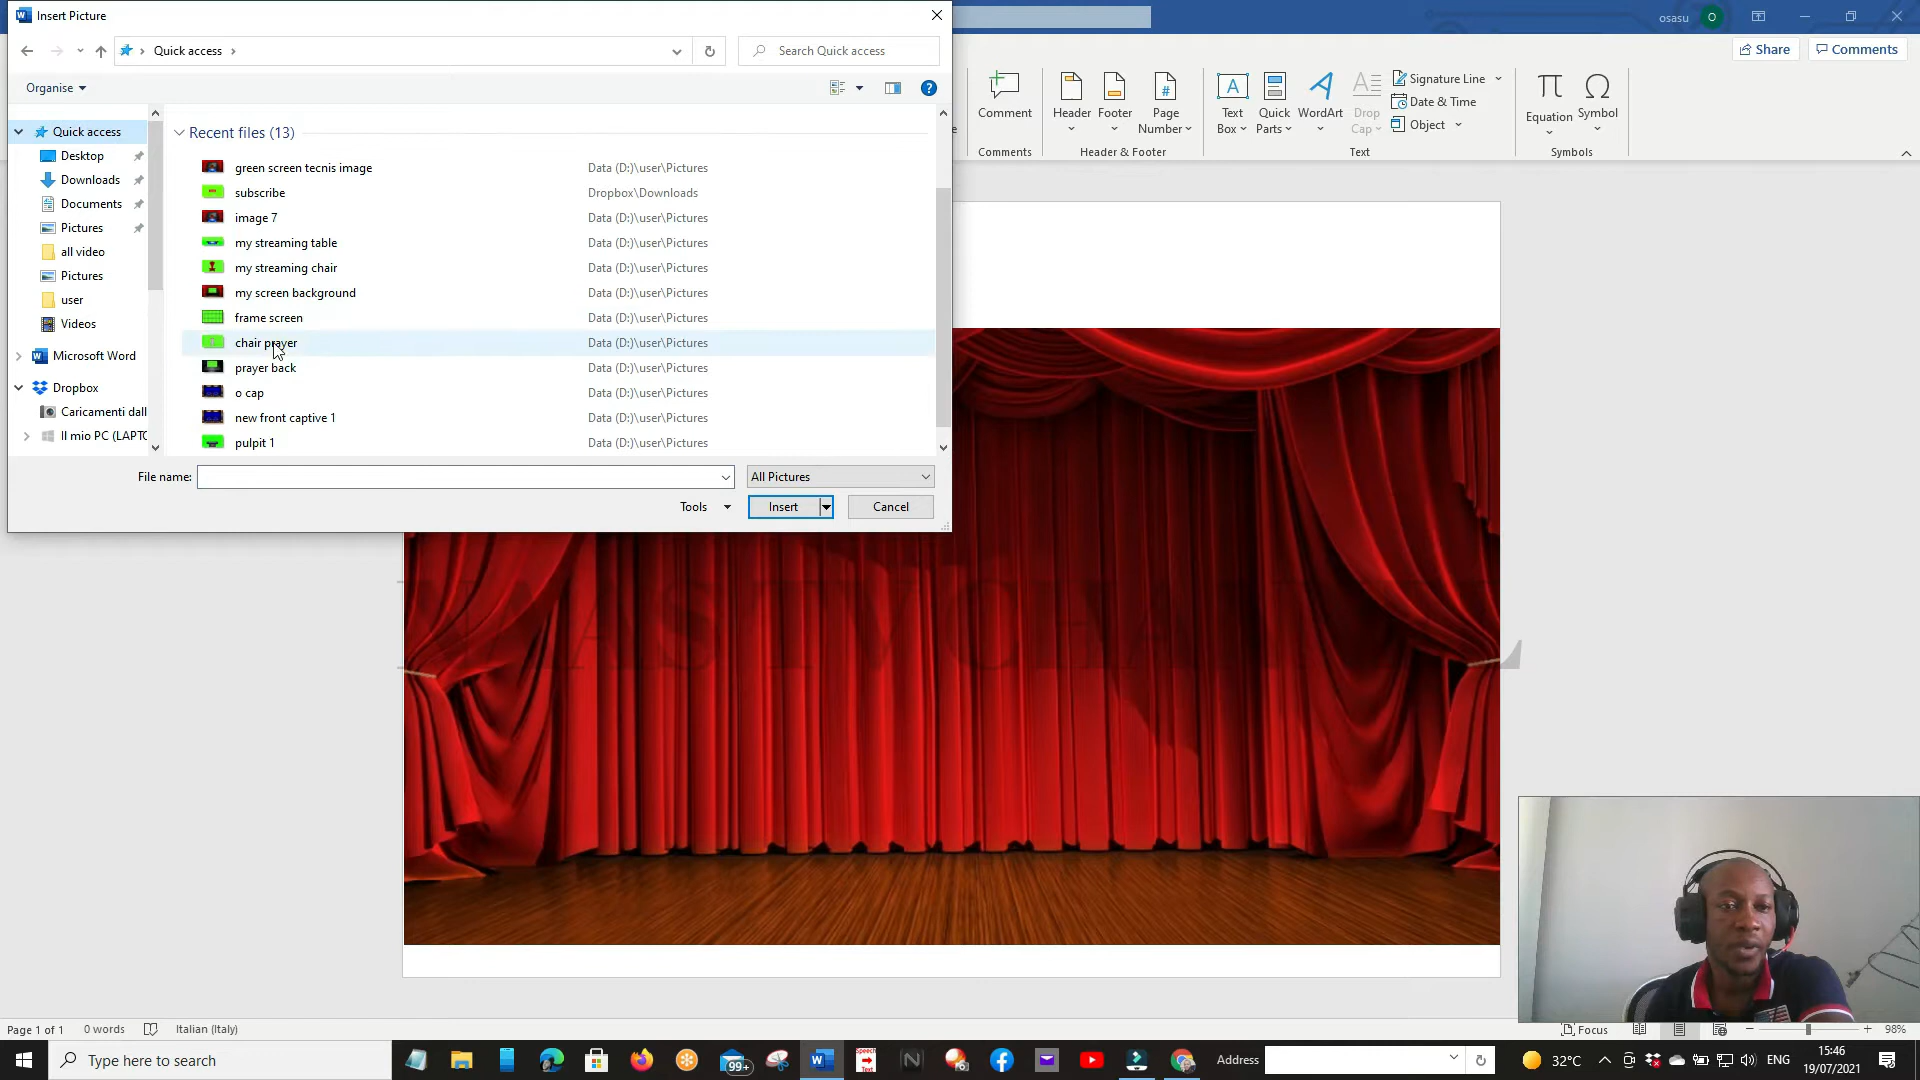 Insert Picture
osasu
O
Quick access
Search Quick access
Share
Comments
Organise
Comment
Header
Footer
Page
Number
Text
Box
Quick
Parts
WordArt
Drop
Cap
Signature Line
Date & Time
Object
Equation
Symbol
Comments
Header & Footer
Text
Symbols
Quick access
Desktop
Downloads
Documents
Pictures
all video
Pictures
user
Videos
Microsoft Word
Dropbox
Caricamenti dall
Il mio PC (LAPTO
Recent files (13)
green screen tecnis image Data (D:)\user\Pictures
subscribe Dropbox\Downloads
image 7 Data (D:)\user\Pictures
my streaming table Data (D:)\user\Pictures
my streaming chair Data (D:)\user\Pictures
my screen background Data (D:)\user\Pictures
frame screen Data (D:)\user\Pictures
chair prayer Data (D:)\user\Pictures
prayer back Data (D:)\user\Pictures
o cap Data (D:)\user\Pictures
new front captive 1 Data (D:)\user\Pictures
pulpit 1 Data (D:)\user\Pictures
File name:
All Pictures
Tools
Insert
Cancel
Page 1 of 1
0 words
Italian (Italy)
Focus
98%
Type here to search
99+
Speech
Text
Address
32°C
ENG
15:46
19/07/2021